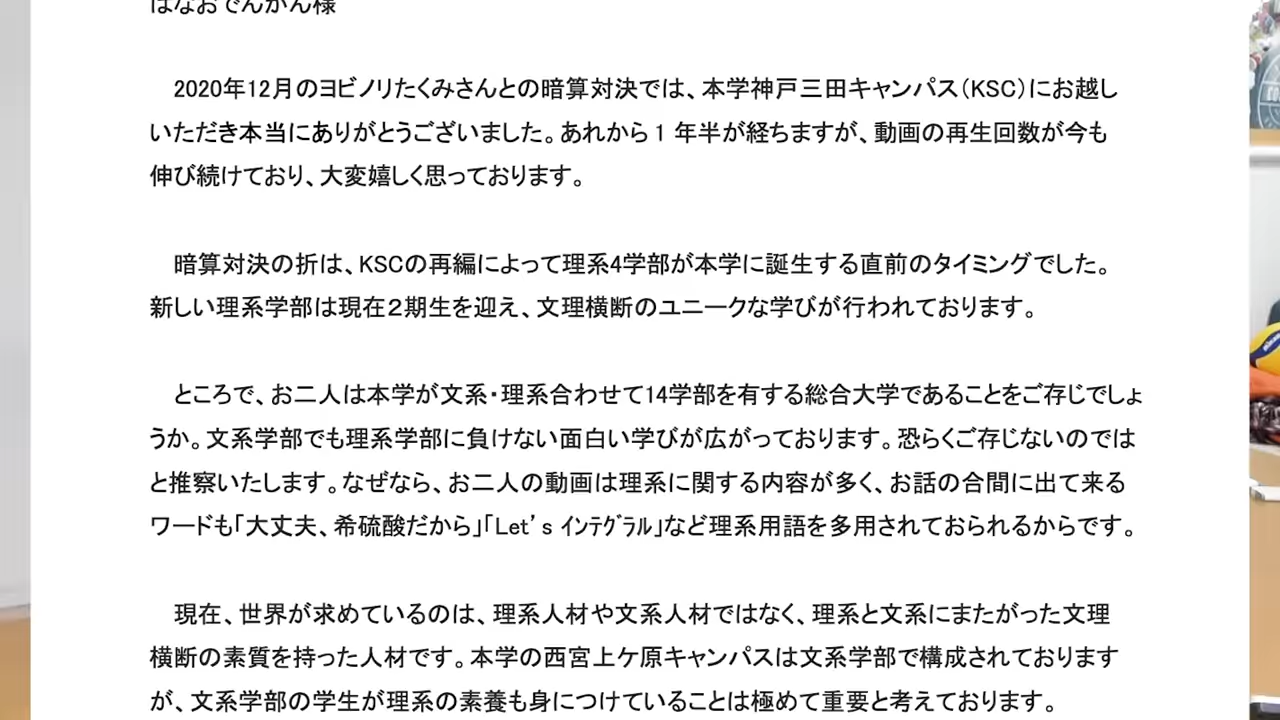 はなおでんがん様
2020年12月のヨビノリたくみさんとの暗算対決では、本学神戸三田キャンパス（KSC）にお越し
いただき本当にありがとうございました。あれから１年半が経ちますが、動画の再生回数が今も
伸び続けており、大変嬉しく思っております。
暗算対決の折は、KSCの再編によって理系4学部が本学に誕生する直前のタイミングでした。
新しい理系学部は現在２期生を迎え、文理横断のユニークな学びが行われております。
ところで、お二人は本学が文系・理系合わせて14学部を有する総合大学であることをご存じでしょ
うか。文系学部でも理系学部に負けない面白い学びが広がっております。恐らくご存じないのでは
と推察いたします。なぜなら、お二人の動画は理系に関する内容が多く、お話の合間に出て来る
ワードも「大丈夫、希硫酸だから」「Let’s ｲﾝﾃｸﾞﾗﾙ」など理系用語を多用されておられるからです。
現在、世界が求めているのは、理系人材や文系人材ではなく、理系と文系にまたがった文理
横断の素質を持った人材です。本学の西宮上ケ原キャンパスは文系学部で構成されております
が、文系学部の学生が理系の素養も身につけていることは極めて重要と考えております。